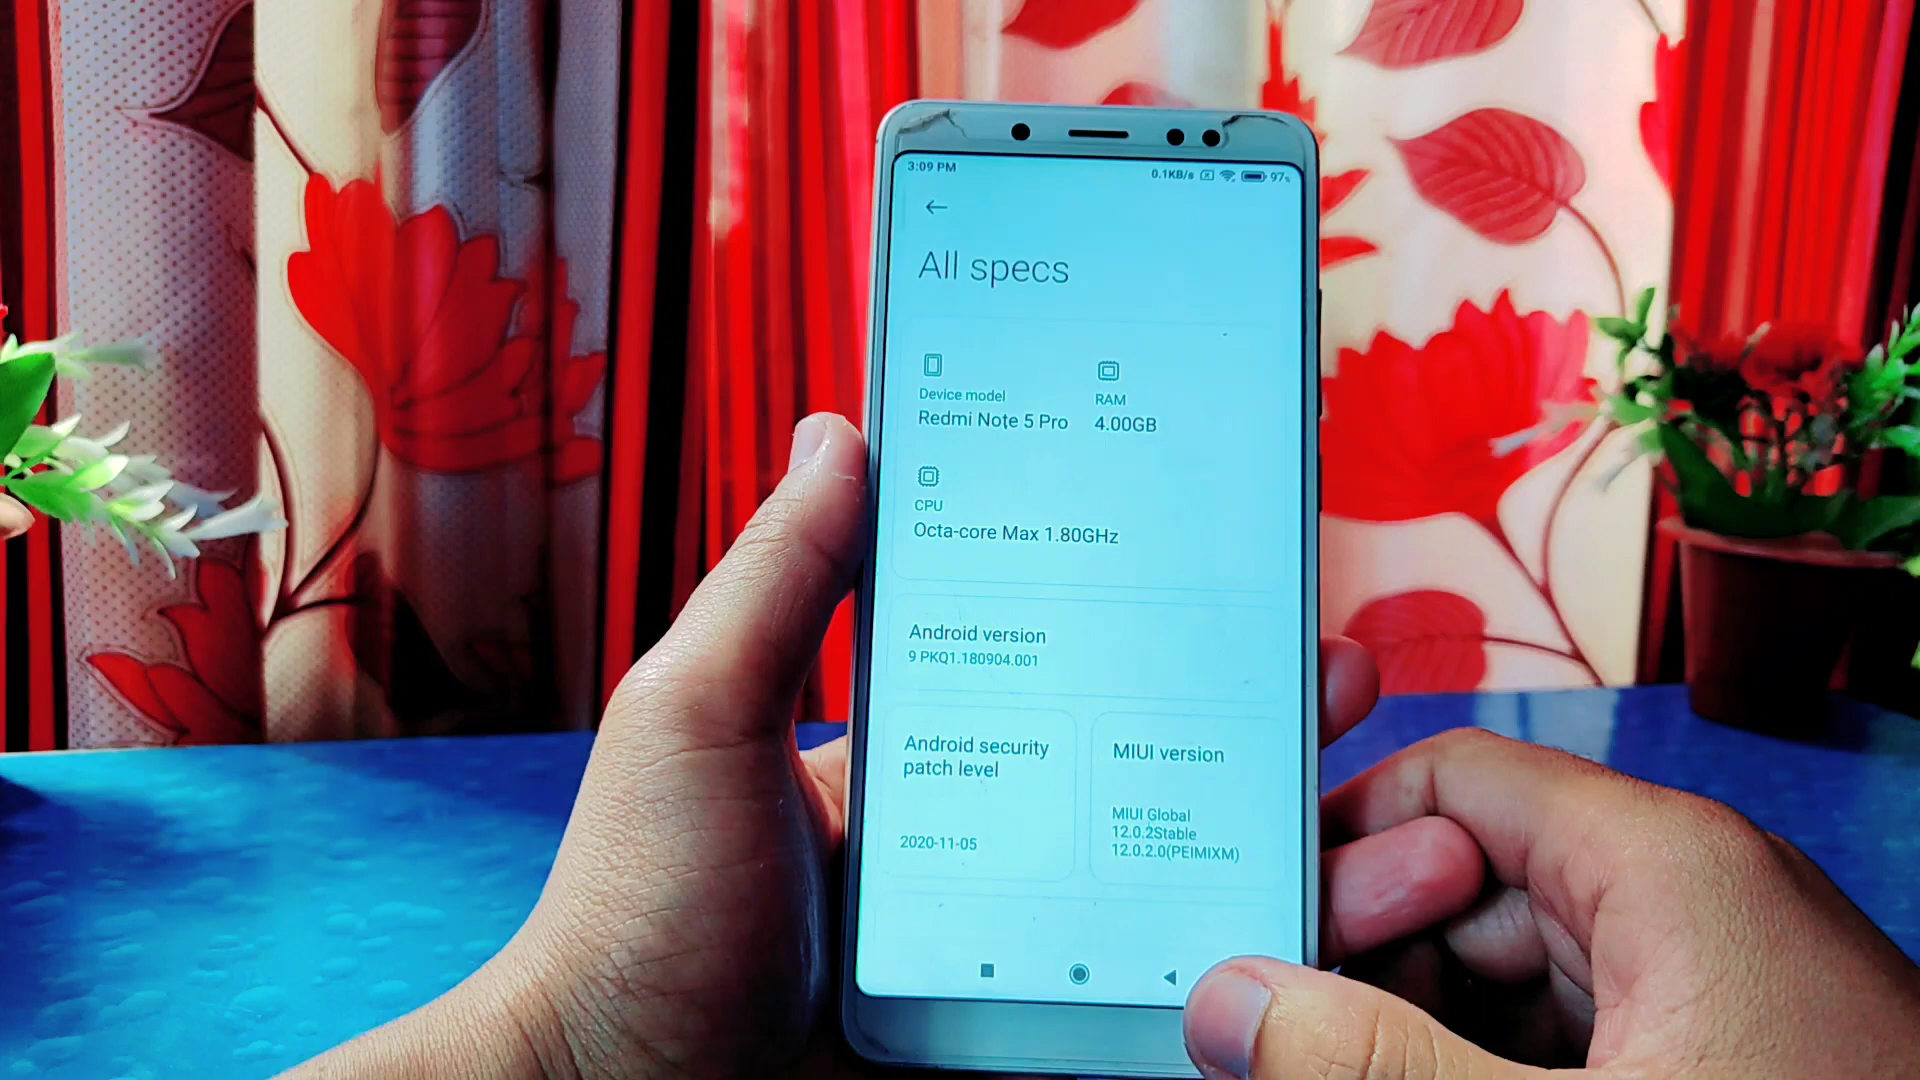 3:09 PM
0.1KB/s 97%
All specs
Device model
Redmi Note 5 Pro
RAM
4.00GB
CPU
Octa-core Max 1.80GHz
Android version
9 PKQ1.180904.001
Android security
patch level
2020-11-05
MIUI version
MIUI Global
12.0.2Stable
12.0.2.0(PEIMIXM)